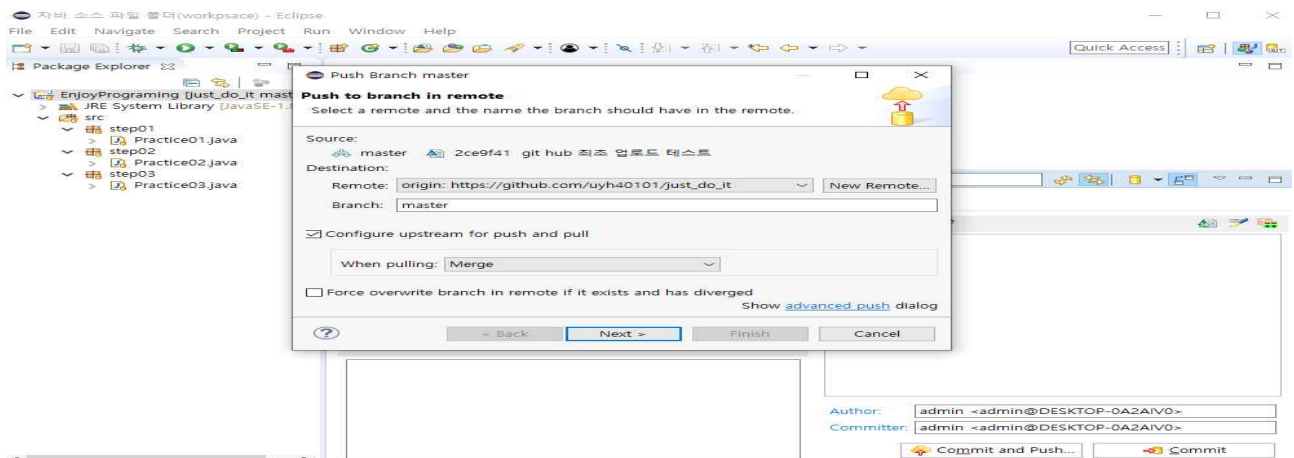 자바 소스 파일 폴더(workpsace) - Eclipse
File Edit Navigate Search Project Run Window Help
Quick Access
Package Explorer
EnjoyPrograming [just_do_it mast
JRE System Library [JavaSE-1.
src
step01
Practice01.java
step02
Practice02.java
step03
Practice03.java
Push Branch master
Push to branch in remote
Select a remote and the name the branch should have in the remote.
Source:
master 2ce9f41 git hub 최초 업로드 테스트
Destination:
Remote: origin: https://github.com/uyh40101/just_do_it New Remote...
Branch: master
Configure upstream for push and pull
When pulling: Merge
Force overwrite branch in remote if it exists and has diverged
Show advanced push dialog
< Back Next > Finish Cancel
Author: admin <admin@DESKTOP-0A2AIV0>
Committer: admin <admin@DESKTOP-0A2AIV0>
Commit and Push... Commit